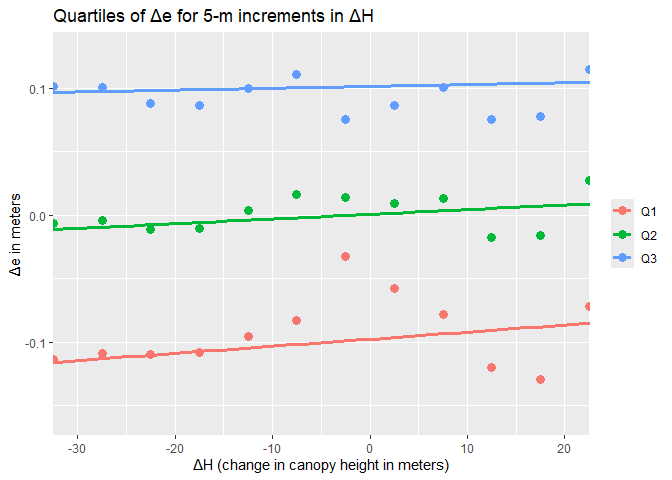 Quartiles of Δe for 5-m increments in ΔH
Δe in meters
0.1
0.0
-0.1
-30
-20
-10
0
10
20
ΔH (change in canopy height in meters)
Q1
Q2
Q3